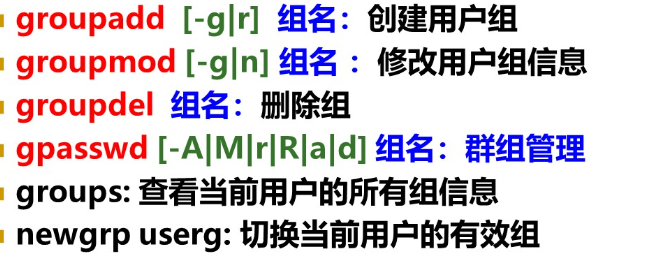 groupadd [-g|r] 组名：创建用户组
groupmod [-g|n] 组名 ：修改用户组信息
groupdel 组名：删除组
gpasswd [-A|M|r|R|a|d] 组名：群组管理
groups: 查看当前用户的所有组信息
newgrp userg: 切换当前用户的有效组